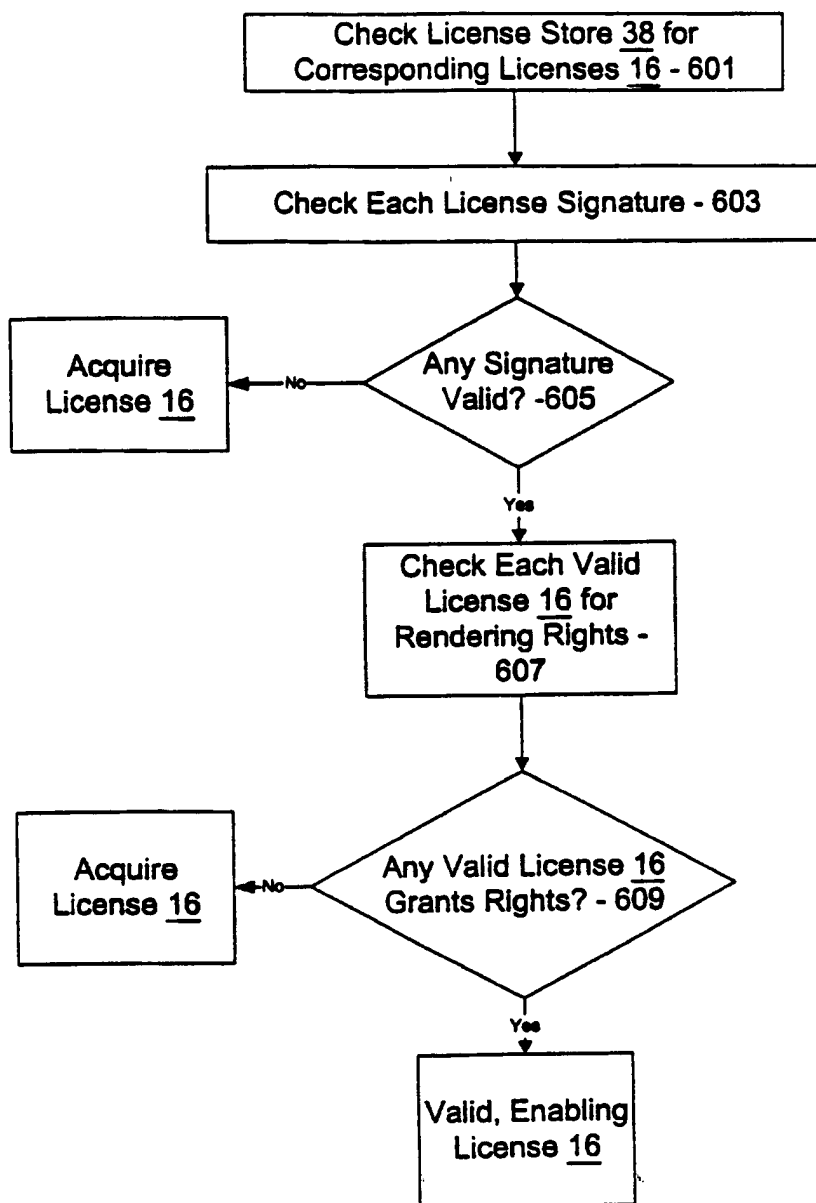 Check License Store 38 for
Corresponding Licenses 16 - 601
Check Each License Signature - 603
Any Signature
Valid? -605
No
Acquire
License 16
Yes
Check Each Valid
License 16 for
Rendering Rights -
607
Any Valid License 16
Grants Rights? - 609
No
Acquire
License 16
Yes
Valid, Enabling
License 16